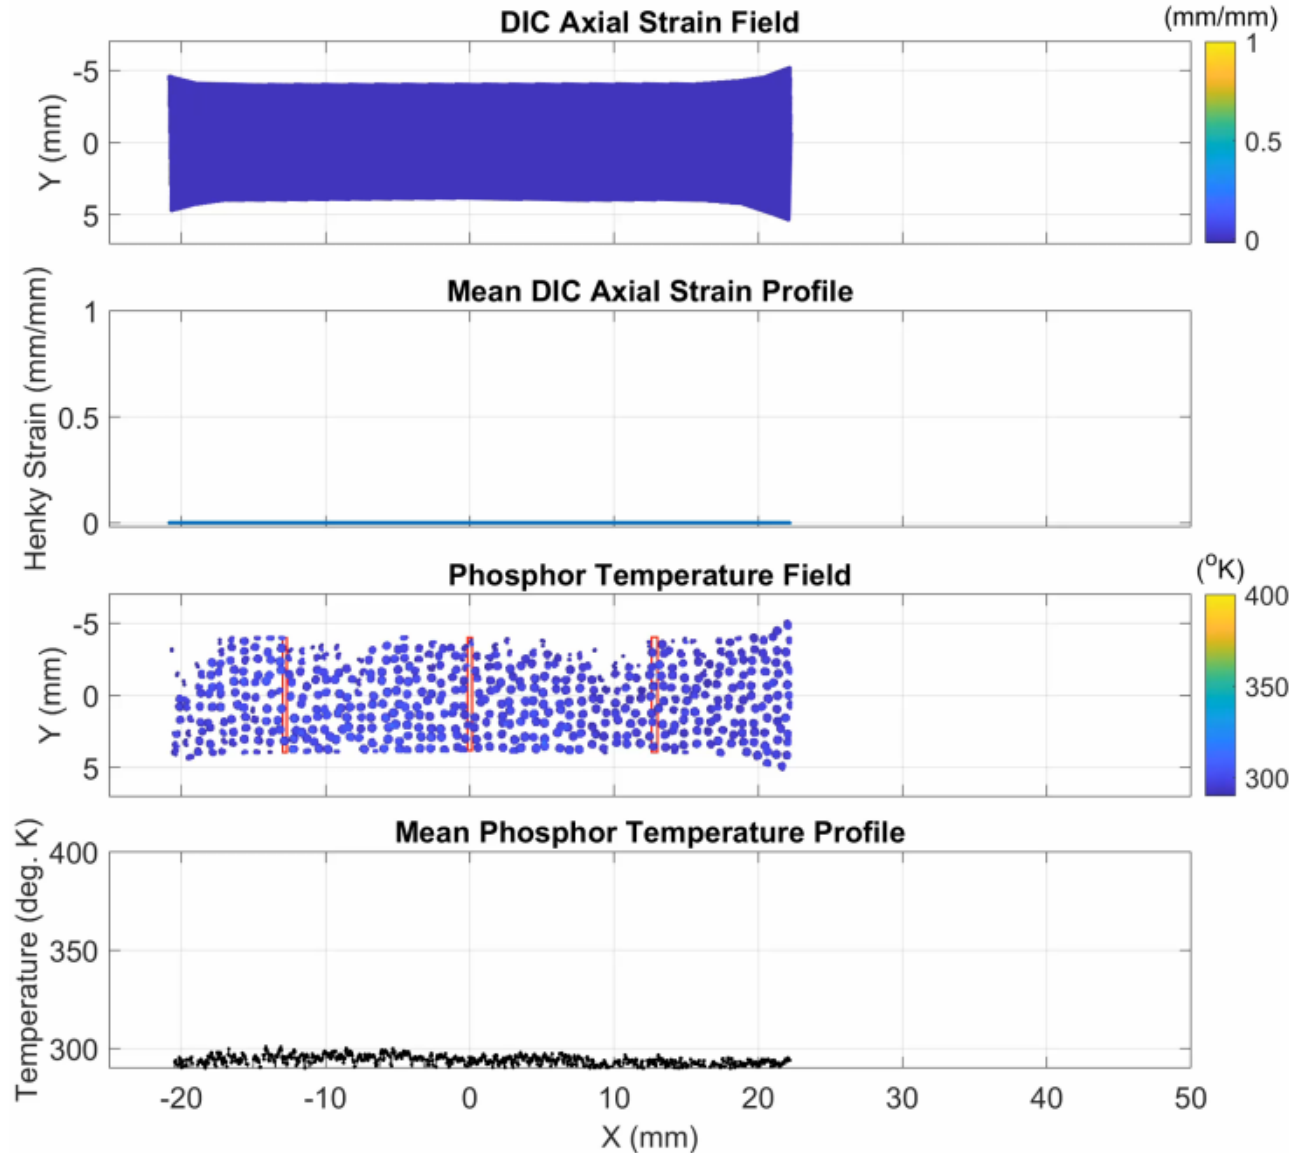 DIC Axial Strain Field
(mm/mm)
-5
0
5
Y (mm)
1
0.5
0
Mean DIC Axial Strain Profile
1
0.5
0
Henky Strain (mm/mm)
Phosphor Temperature Field
(°K)
-5
0
5
Y (mm)
400
350
300
Mean Phosphor Temperature Profile
400
350
300
Temperature (deg. K)
-20 -10 0 10 20 30 40 50
X (mm)